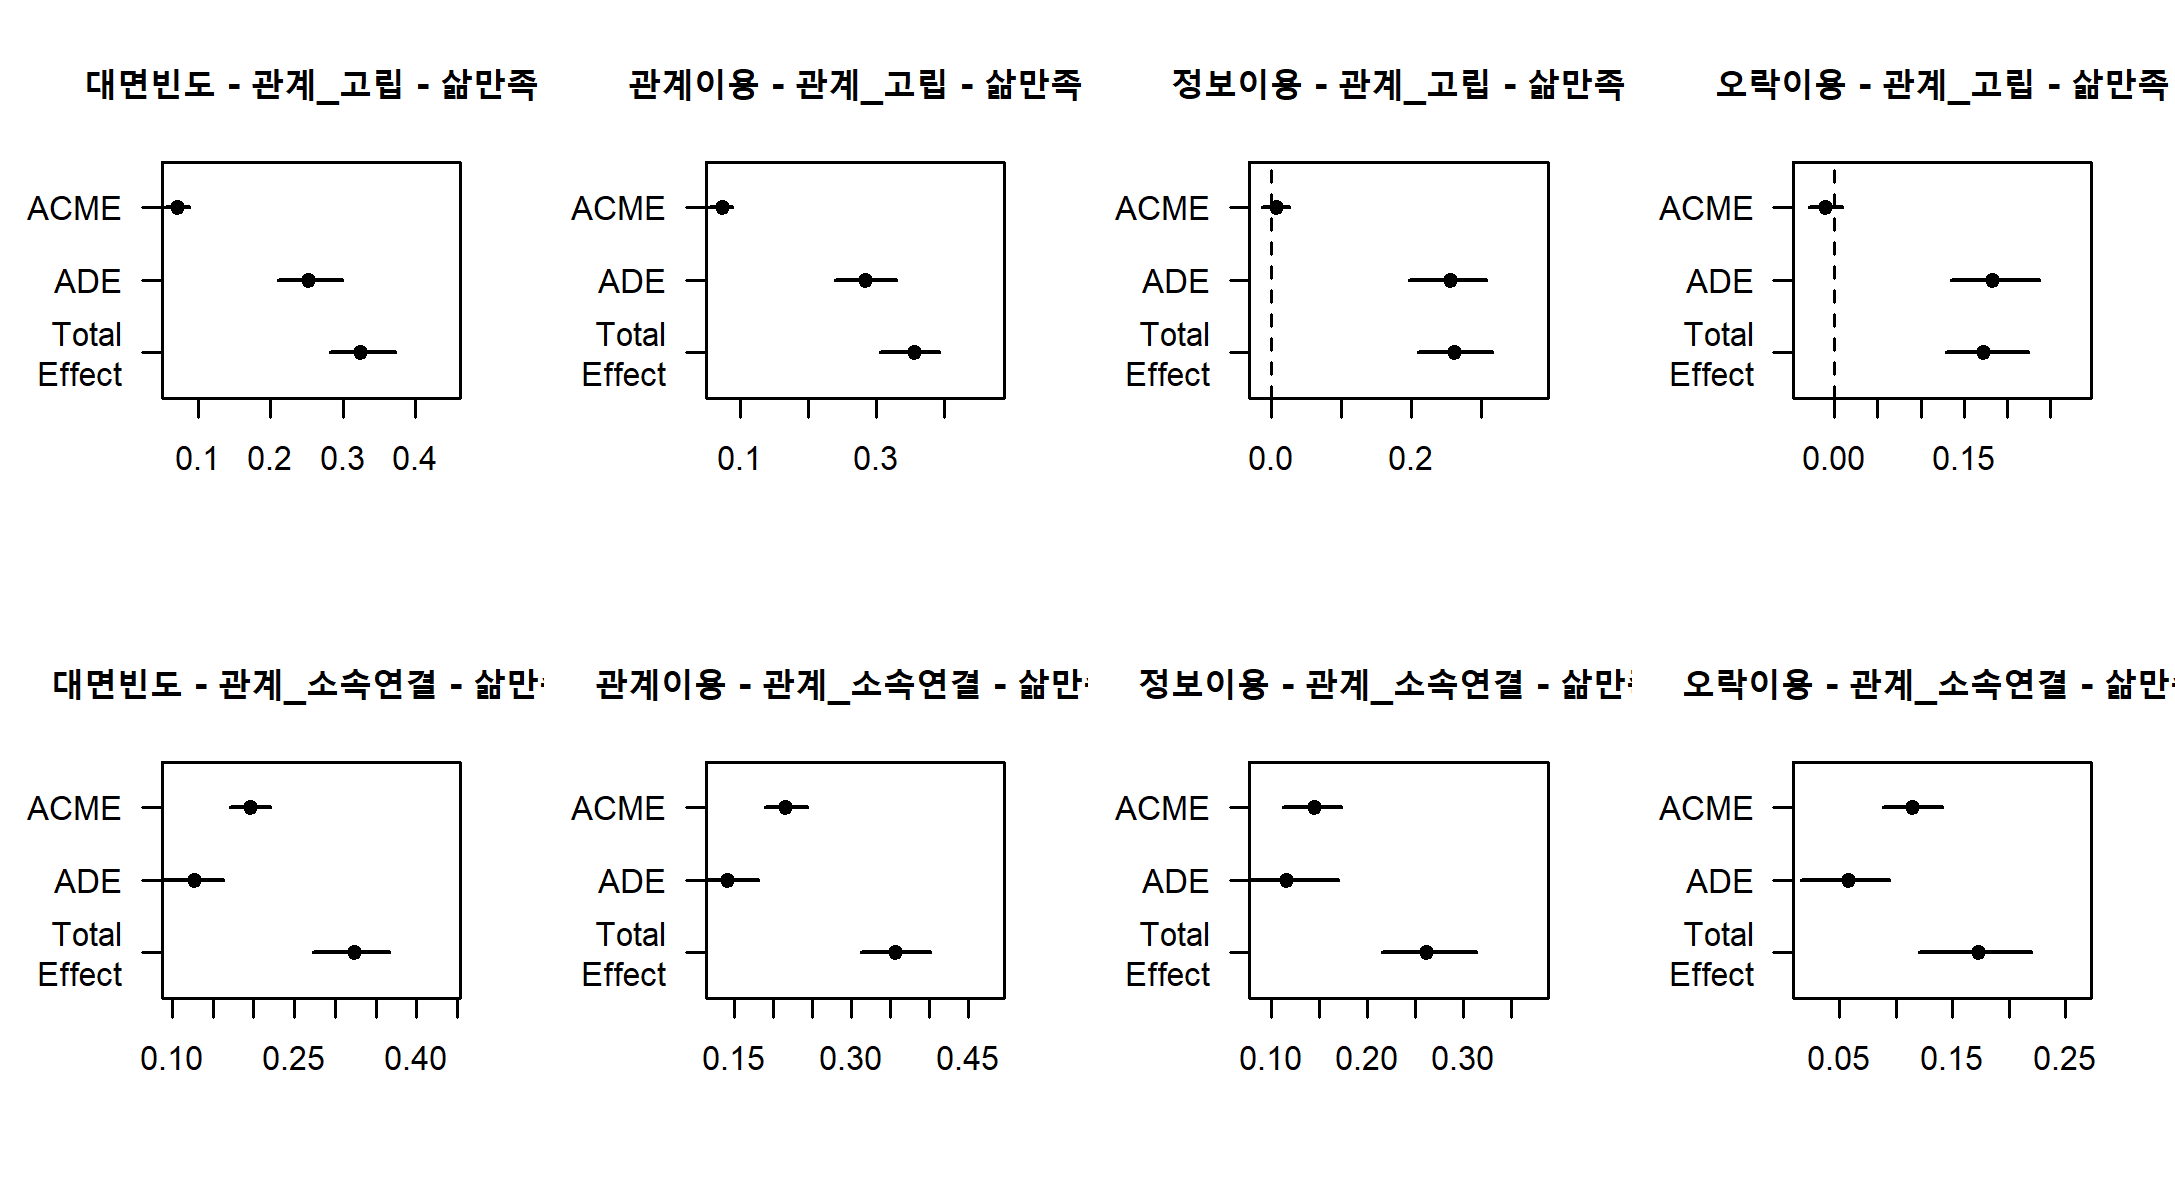 대면빈도 - 관계_고립 - 삶만족
ACME
ADE
Total
Effect
0.1 0.2 0.3 0.4
관계이용 - 관계_고립 - 삶만족
ACME
ADE
Total
Effect
0.1 0.3
정보이용 - 관계_고립 - 삶만족
ACME
ADE
Total
Effect
0.0 0.2
오락이용 - 관계_고립 - 삶만족
ACME
ADE
Total
Effect
0.00 0.15
대면빈도 - 관계_소속연결 - 삶만
ACME
ADE
Total
Effect
0.10 0.25 0.40
관계이용 - 관계_소속연결 - 삶만
ACME
ADE
Total
Effect
0.15 0.30 0.45
정보이용 - 관계_소속연결 - 삶만
ACME
ADE
Total
Effect
0.10 0.20 0.30
오락이용 - 관계_소속연결 - 삶만
ACME
ADE
Total
Effect
0.05 0.15 0.25